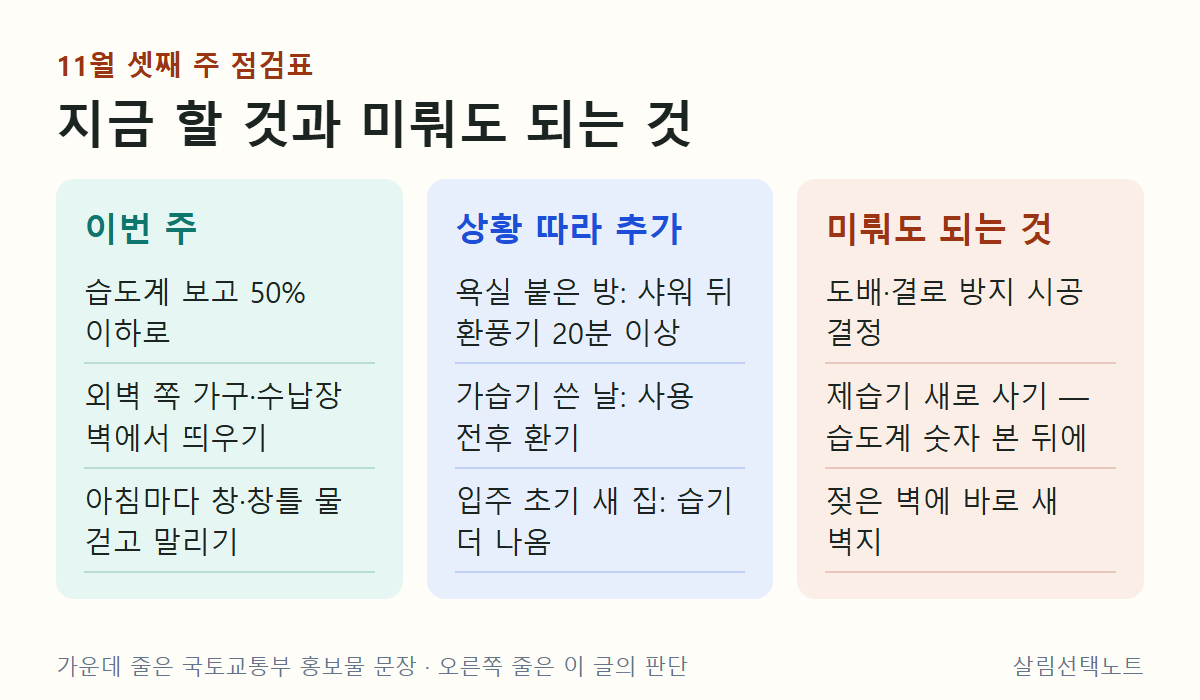 11월 셋째 주 점검표
지금 할 것과 미뤄도 되는 것
이번 주
습도계 보고 50%
이하로
외벽 쪽 가구·수납장
벽에서 띄우기
아침마다 창·창틀 물
걷고 말리기
상황 따라 추가
욕실 붙은 방: 샤워 뒤
환풍기 20분 이상
가습기 쓴 날: 사용
전후 환기
입주 초기 새 집: 습기
더 나옴
미뤄도 되는 것
도배·결로 방지 시공
결정
제습기 새로 사기 —
습도계 숫자 본 뒤에
젖은 벽에 바로 새
벽지
가운데 줄은 국토교통부 홍보물 문장 · 오른쪽 줄은 이 글의 판단
살림선택노트